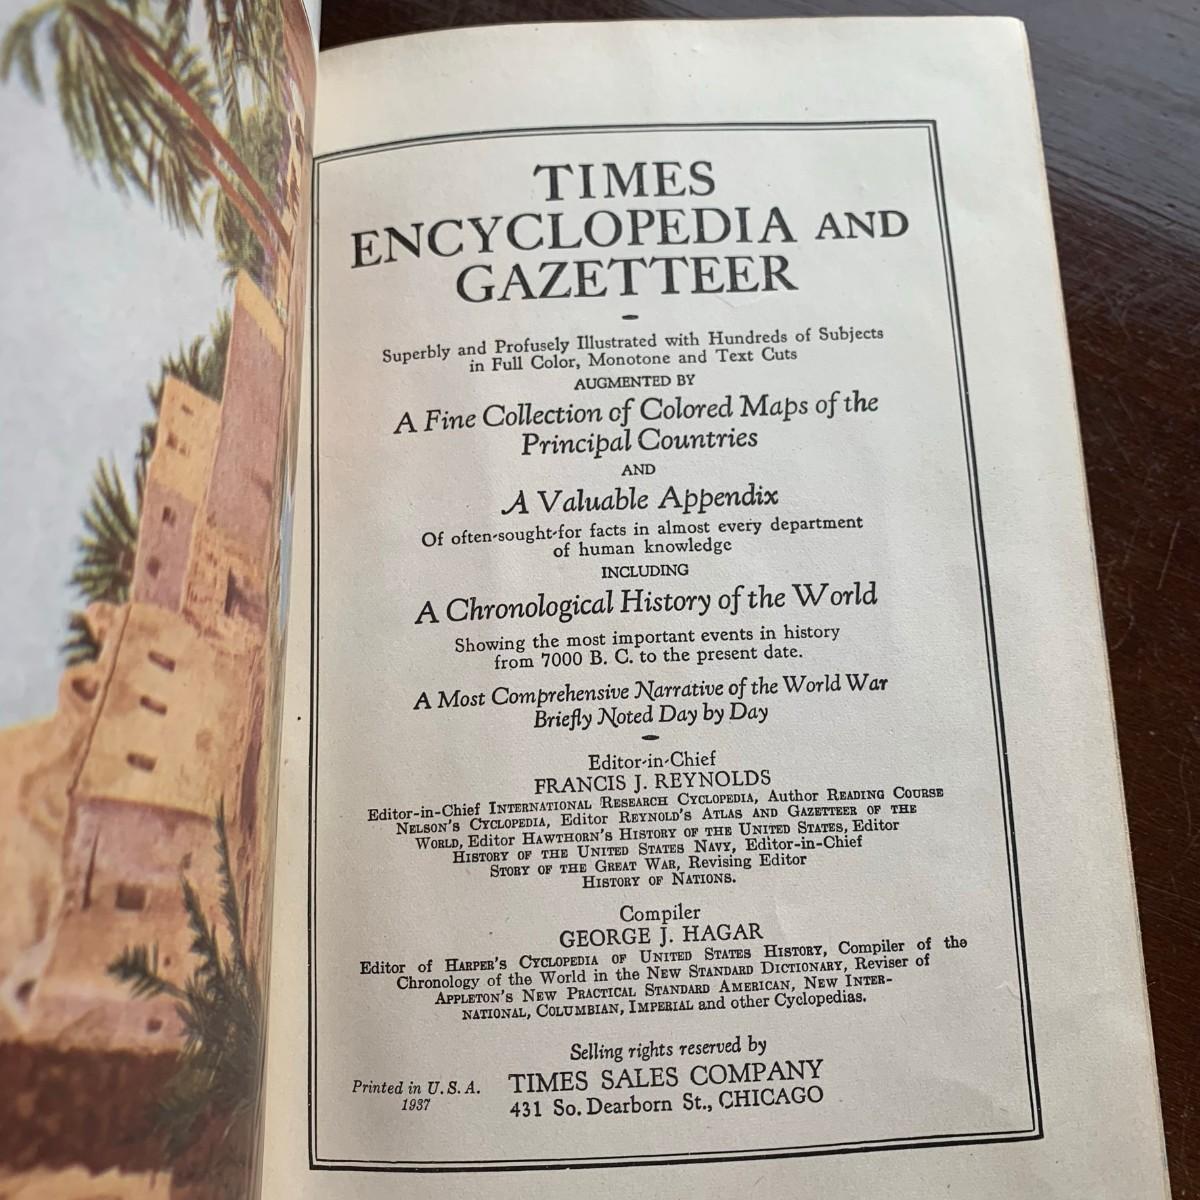 TIMES
ENCYCLOPEDIA AND
GAZETTEER
Superbly and Profusely Illustrated with Hundreds of Subjects
in Full Color, Monotone and Text Cuts
AUGMENTED BY
A Fine Collection of Colored Maps of the
Principal Countries
AND
A Valuable Appendix
Of often-sought-for facts in almost every department
of human knowledge
INCLUDING
A Chronological History of the World
Showing the most important events in history
from 7000 B. C. to the present date.
A Most Comprehensive Narrative of the World War
Briefly Noted Day by Day
Editor-in-Chief
FRANCIS J. REYNOLDS
Editor-in-Chief INTERNATIONAL RESEARCH CYCLOPEDIA, Author READING COURSE
NELSON'S CYCLOPEDIA, Editor REYNOLD'S ATLAS AND GAZETTEER OF THE
WORLD, Editor HAWTHORN'S HISTORY OF THE UNITED STATES, Editor
HISTORY OF THE UNITED STATES NAVY, Editor-in-Chief
STORY OF THE GREAT WAR, Revising Editor
HISTORY OF NATIONS.
Compiler
GEORGE J. HAGAR
Editor of HARPER'S CYCLOPEDIA OF UNITED STATES HISTORY, Compiler of the
Chronology of the World in the NEW STANDARD DICTIONARY, Reviser of
APPLETON'S NEW PRACTICAL STANDARD AMERICAN, NEW INTER-
NATIONAL, COLUMBIAN, IMPERIAL and other Cyclopedias.
Selling rights reserved by
TIMES SALES COMPANY
431 So. Dearborn St., CHICAGO
Printed in U. S. A.
1937